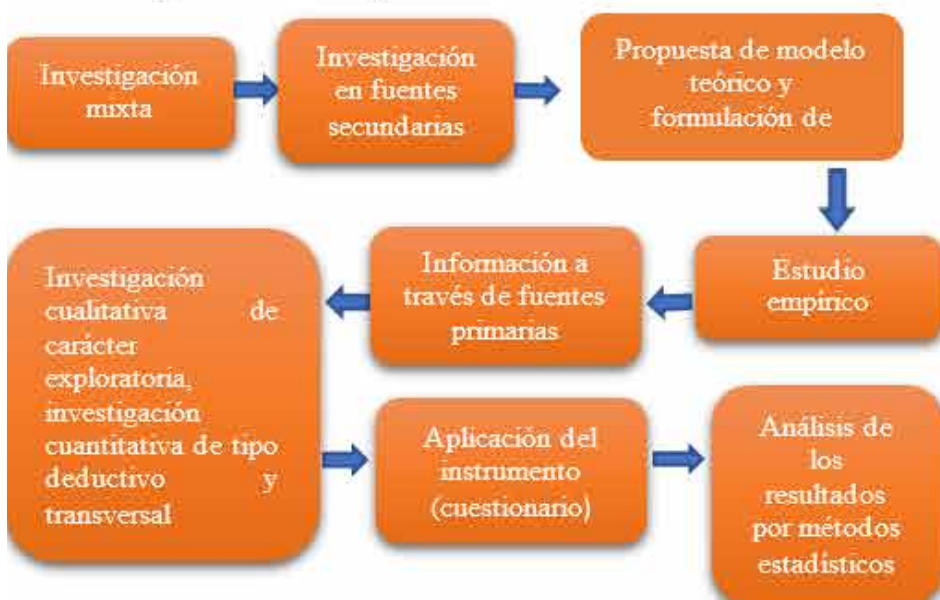 Investigación
mixta
Investigación
en fuentes
secundarias
Propuesta de modelo
teórico y
formulación de
Estudio
empírico
Información a
través de fuentes
primarias
Investigación
cualitativa de
carácter
exploratoria,
investigación
cuantitativa de tipo
deductivo y
transversal
Aplicación del
instrumento
(cuestionario)
Análisis de
los
resultados
por métodos
estadísticos